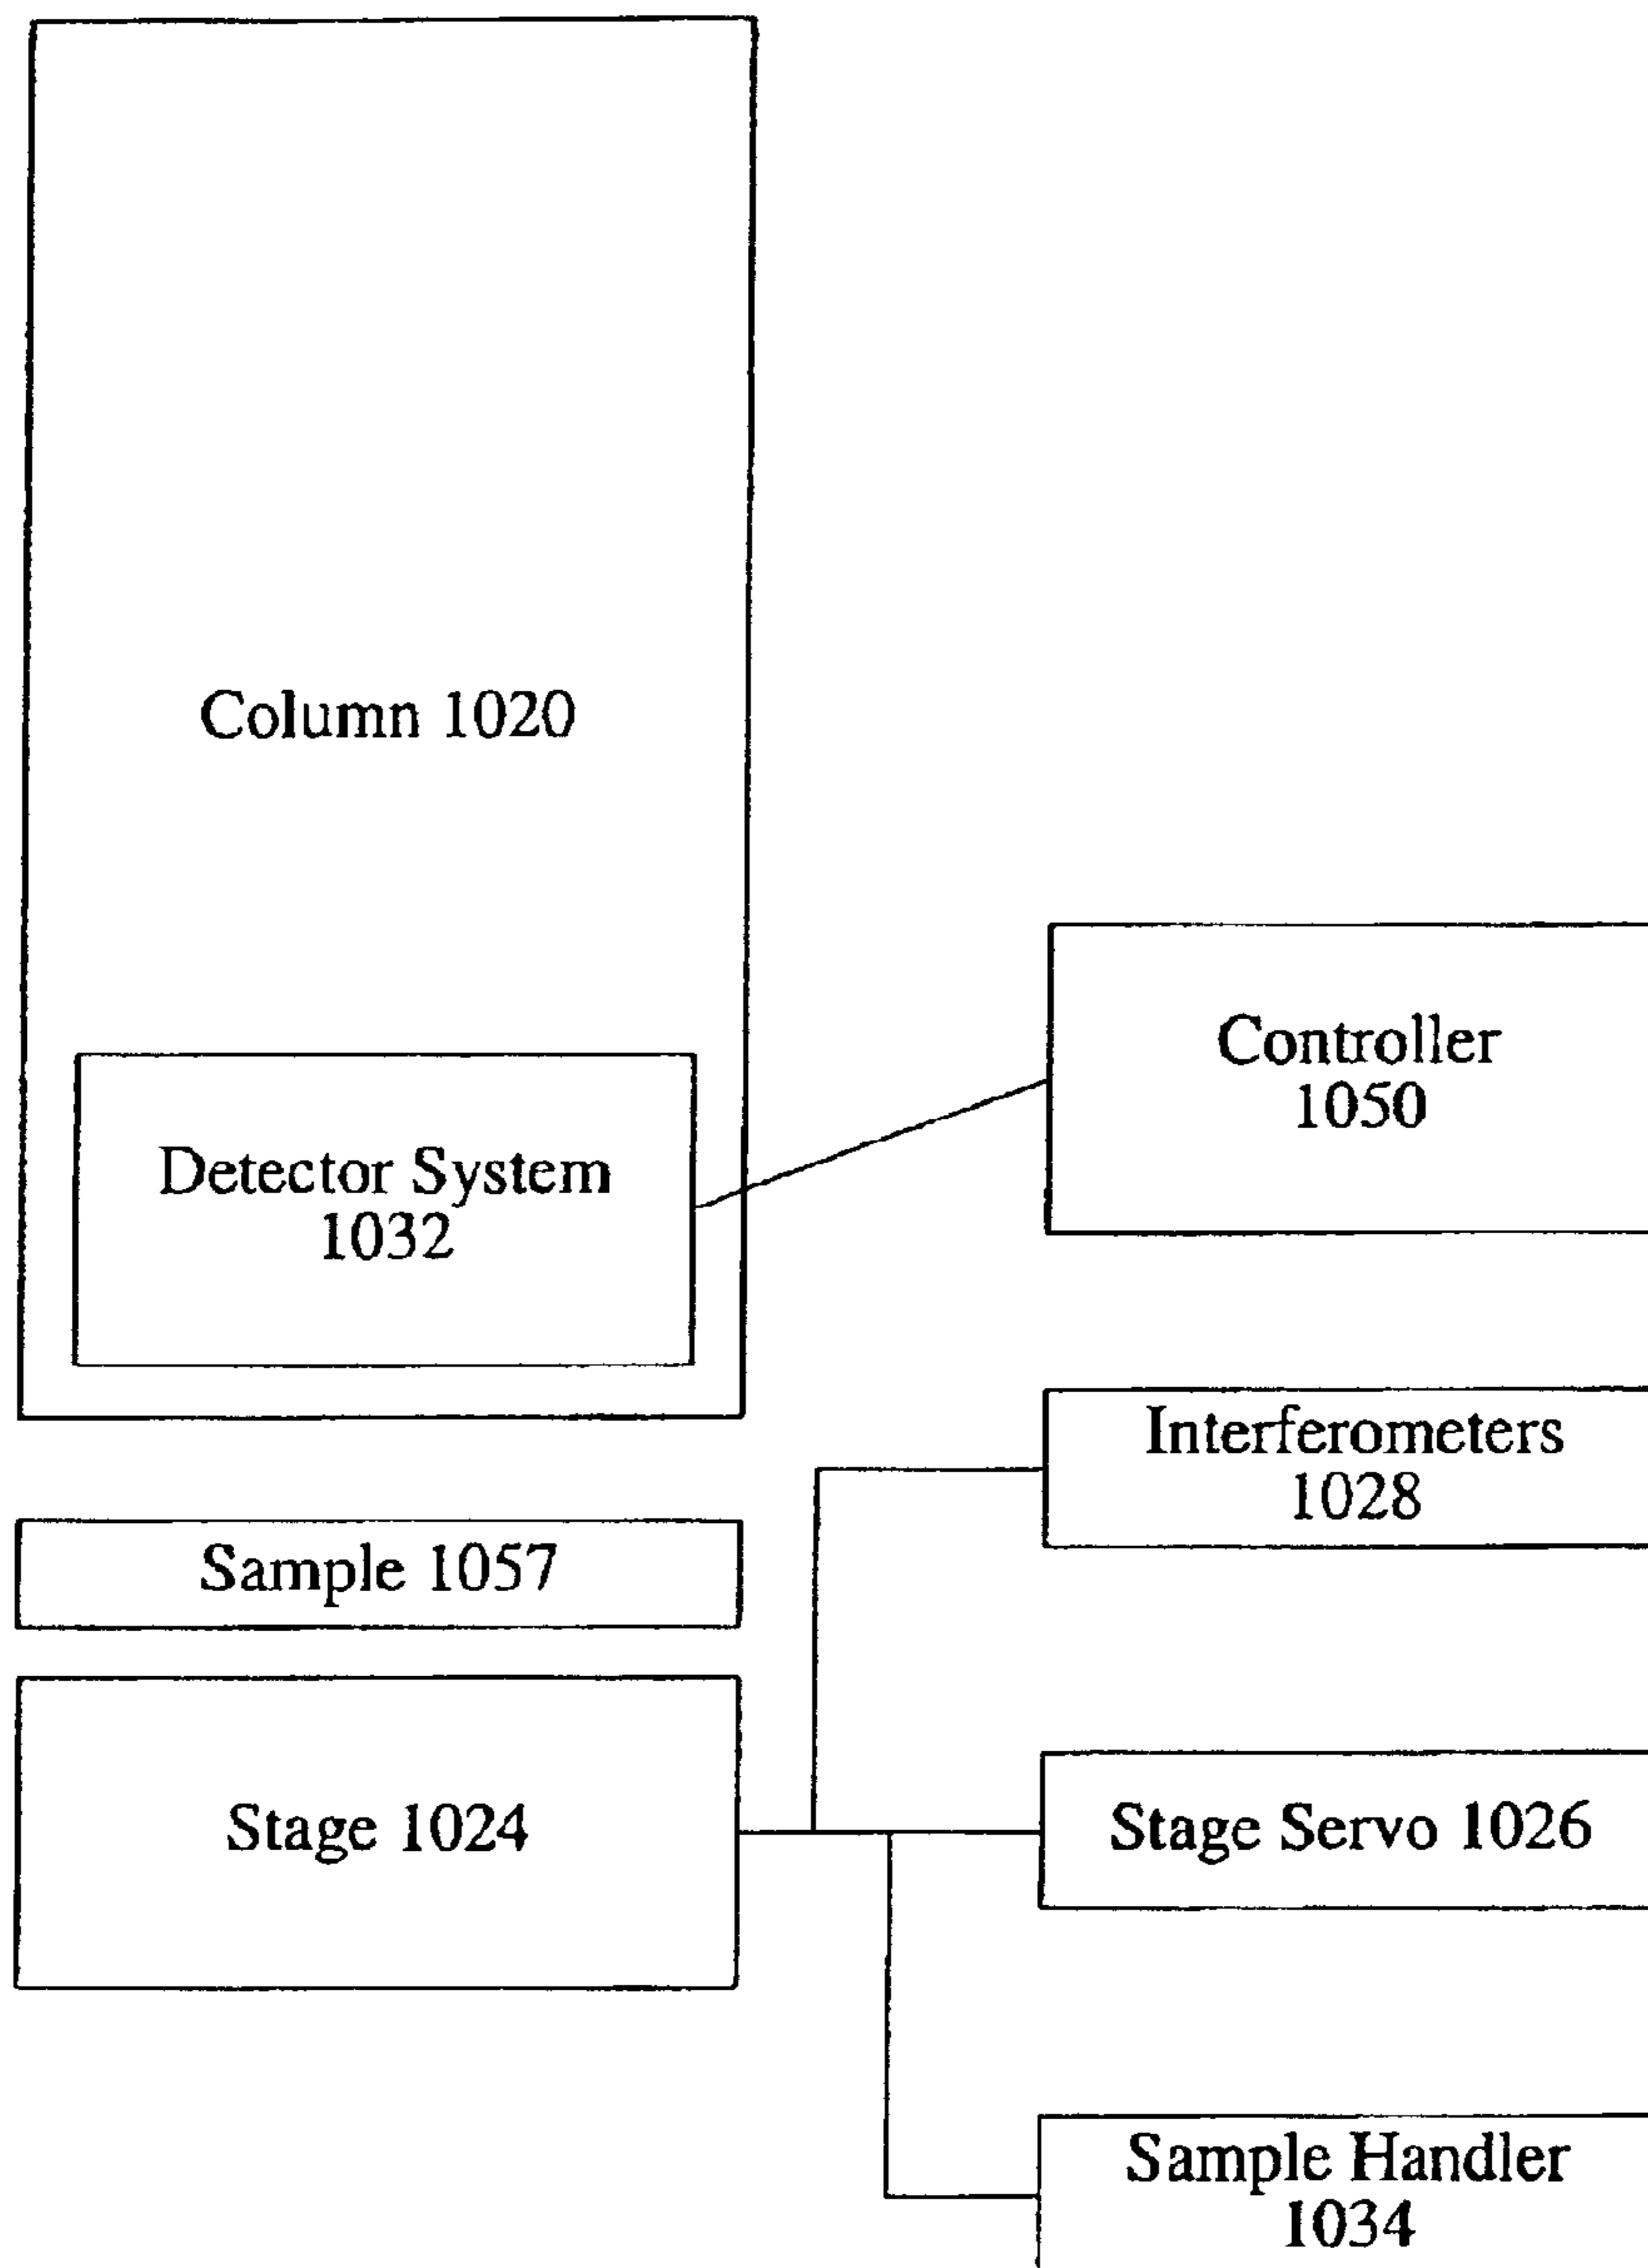 Column 1020
Controller
1050
Detector System
1032
Interferometers
1028
Sample 1057
Stage 1024
Stage Servo 1026
Sample Handler
1034